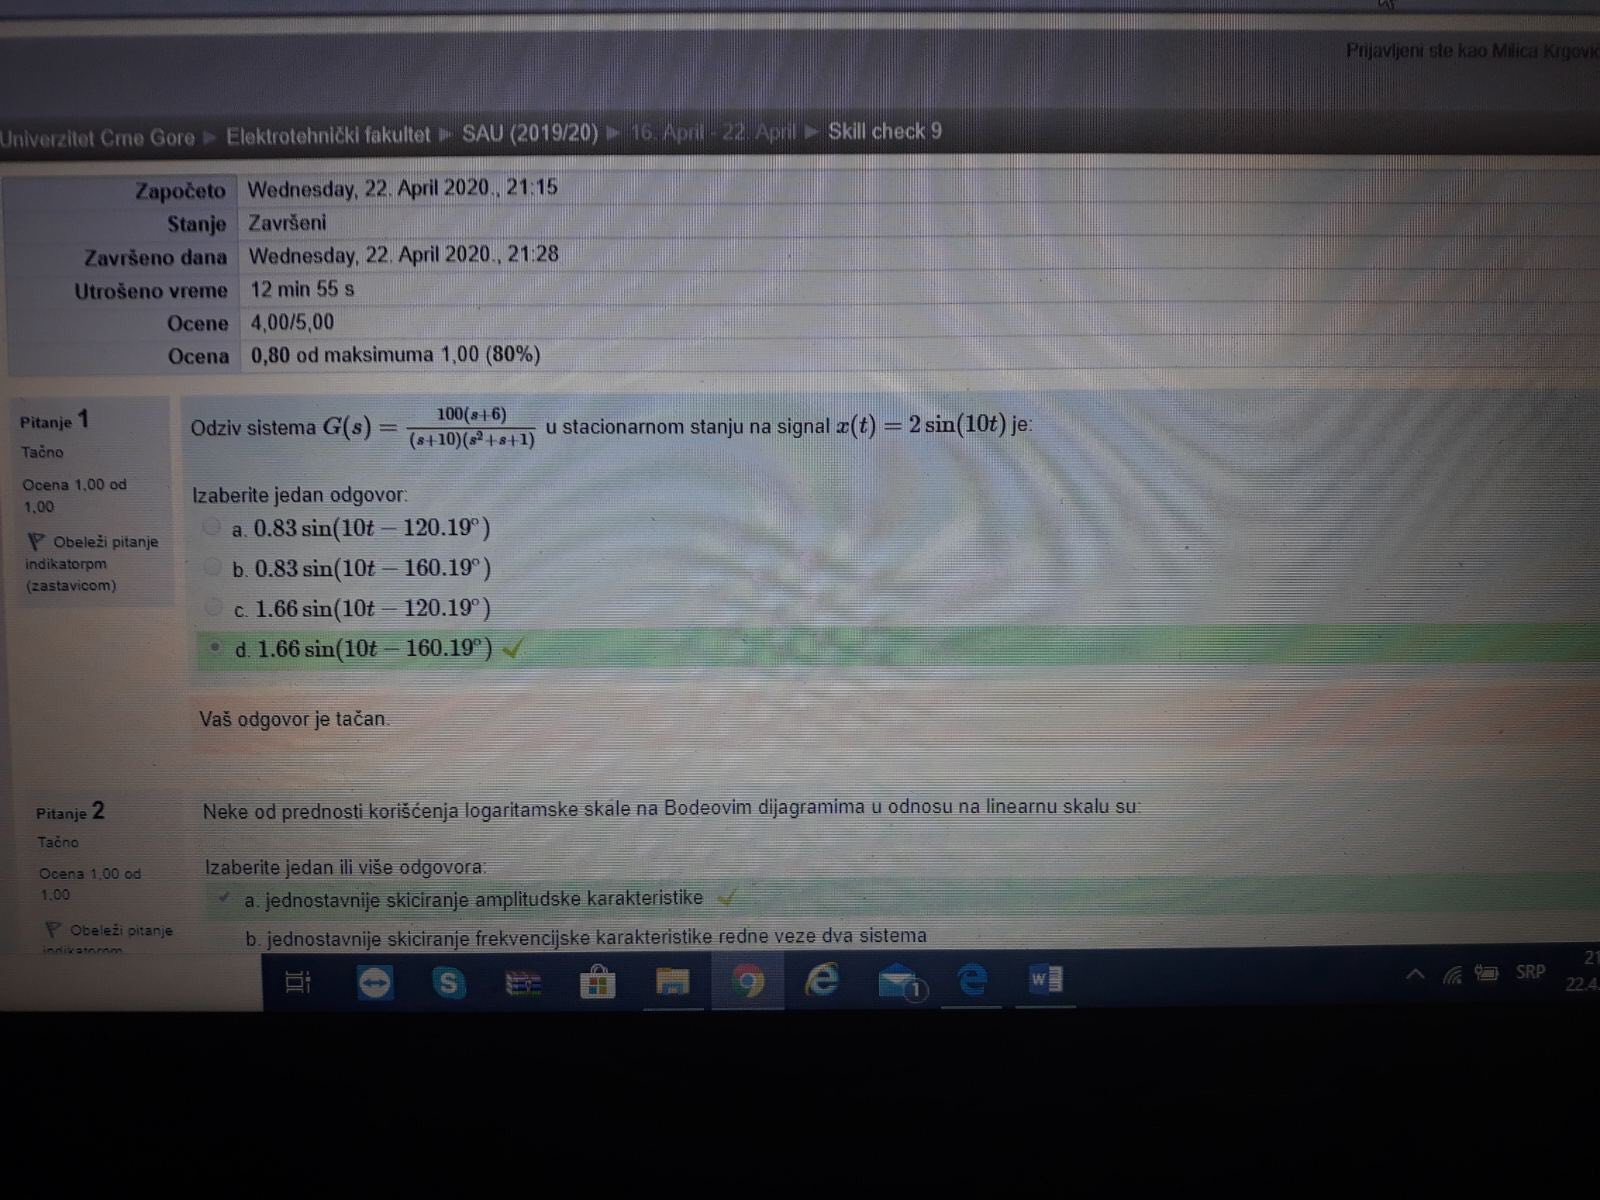 Prijavljeni ste kao Milica Krgović
Univerzitet Crne Gore ► Elektrotehnički fakultet ► SAU (2019/20) ► 16. April - 22. April ► Skill check 9
Započeto Wednesday, 22. April 2020., 21:15
Stanje Završeni
Završeno dana Wednesday, 22. April 2020., 21:28
Utrošeno vreme 12 min 55 s
Ocene 4,00/5,00
Ocena 0,80 od maksimuma 1,00 (80%)
Pitanje 1
Tačno
Ocena 1,00 od
1,00
Obeleži pitanje
indikatorpm
(zastavicom)
Odziv sistema G(s) = 100(s+6) / (s+10)(s²+s+1) u stacionarnom stanju na signal x(t) = 2 sin(10t) je:
Izaberite jedan odgovor:
a. 0.83 sin(10t − 120.19°)
b. 0.83 sin(10t − 160.19°)
c. 1.66 sin(10t − 120.19°)
d. 1.66 sin(10t − 160.19°) ✓
Vaš odgovor je tačan.
Pitanje 2
Tačno
Ocena 1,00 od
1,00
Obeleži pitanje
indikatorpm
Neke od prednosti korišćenja logaritamske skale na Bodeovim dijagramima u odnosu na linearnu skalu su:
Izaberite jedan ili više odgovora:
a. jednostavnije skiciranje amplitudske karakteristike ✓
b. jednostavnije skiciranje frekvencijske karakteristike redne veze dva sistema
1
SRP
21
22.4.